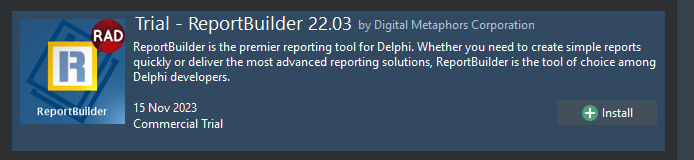 Trial - ReportBuilder 22.03 by Digital Metaphors Corporation
RAD
R
ReportBuilder
ReportBuilder is the premier reporting tool for Delphi. Whether you need to create simple reports
quickly or deliver the most advanced reporting solutions, ReportBuilder is the tool of choice among
Delphi developers.
15 Nov 2023
Commercial Trial
Install